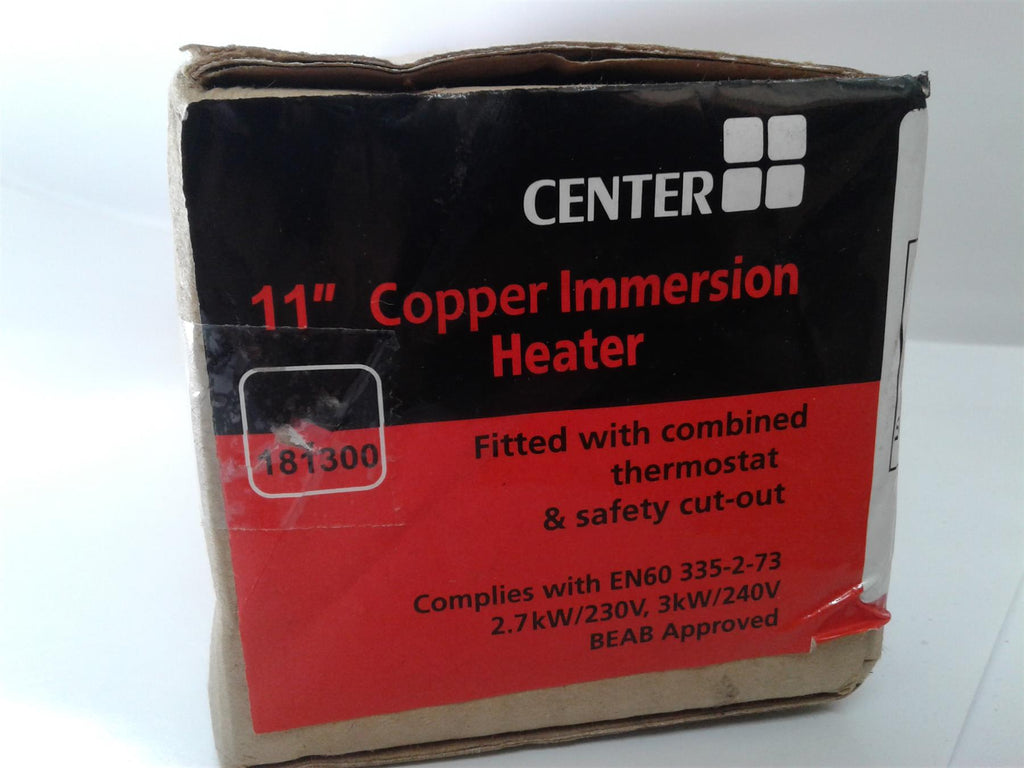 CENTER
11" Copper Immersion
Heater
181300
Fitted with combined
thermostat
& safety cut-out
Complies with EN60 335-2-73
2.7kW/230V, 3kW/240V
BEAB Approved